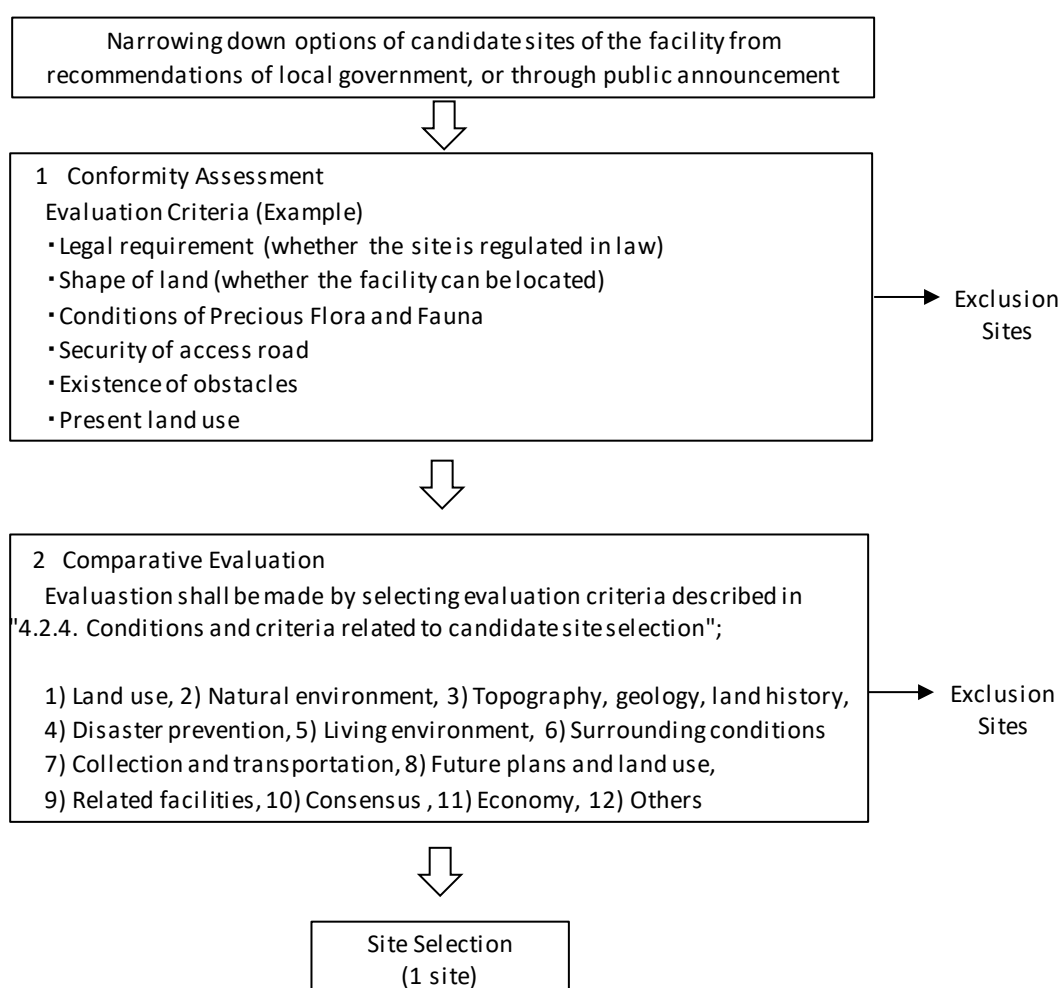 Narrowing down options of candidate sites of the facility from
recommendations of local government, or through public announcement
1 Conformity Assessment
Evaluation Criteria (Example)
・Legal requirement (whether the site is regulated in law)
・Shape of land (whether the facility can be located)
・Conditions of Precious Flora and Fauna
・Security of access road
・Existence of obstacles
・Present land use
Exclusion
Sites
2 Comparative Evaluation
Evaluastion shall be made by selecting evaluation criteria described in
"4.2.4. Conditions and criteria related to candidate site selection";
1) Land use, 2) Natural environment, 3) Topography, geology, land history,
4) Disaster prevention, 5) Living environment, 6) Surrounding conditions
7) Collection and transportation, 8) Future plans and land use,
9) Related facilities, 10) Consensus , 11) Economy, 12) Others
Exclusion
Sites
Site Selection
(1 site)